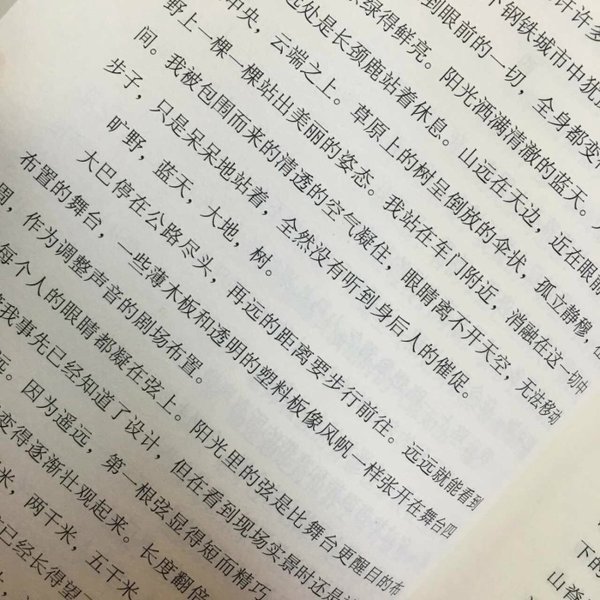 许许多
钢铁城市中犹
到眼前的一切，全身都变
绿得鲜亮。阳光洒满清澈的蓝天。
近处是长颈鹿站着休息。山远在天边，近在眼前
中央，云端之上。草原上的树呈倒放的伞状，孤立静穆，
野上一棵一棵站出美丽的姿态。我站在车门附近，消融在这一切中
间。我被包围而来的清透的空气凝住，眼睛离不开天空，无法移动
步子，只是呆呆地站着，全然没有听到身后人的催促。
旷野，蓝天，大地，树。
大巴停在公路尽头，再远的距离要步行前往。远远就能看到
布置的舞台，一些薄木板和透明的塑料板像风帆一样张开在舞台四
周，作为调整声音的剧场布置。
每个人的眼睛都凝在弦上。阳光里的弦是比舞台更醒目的布
我事先已经知道了设计，但在看到现场实景时还是
远。因为遥远，第一根弦显得短而精巧
变得逐渐壮观起来。长度翻倍
米，两千米，五千米
已经长得望
下的
山脊